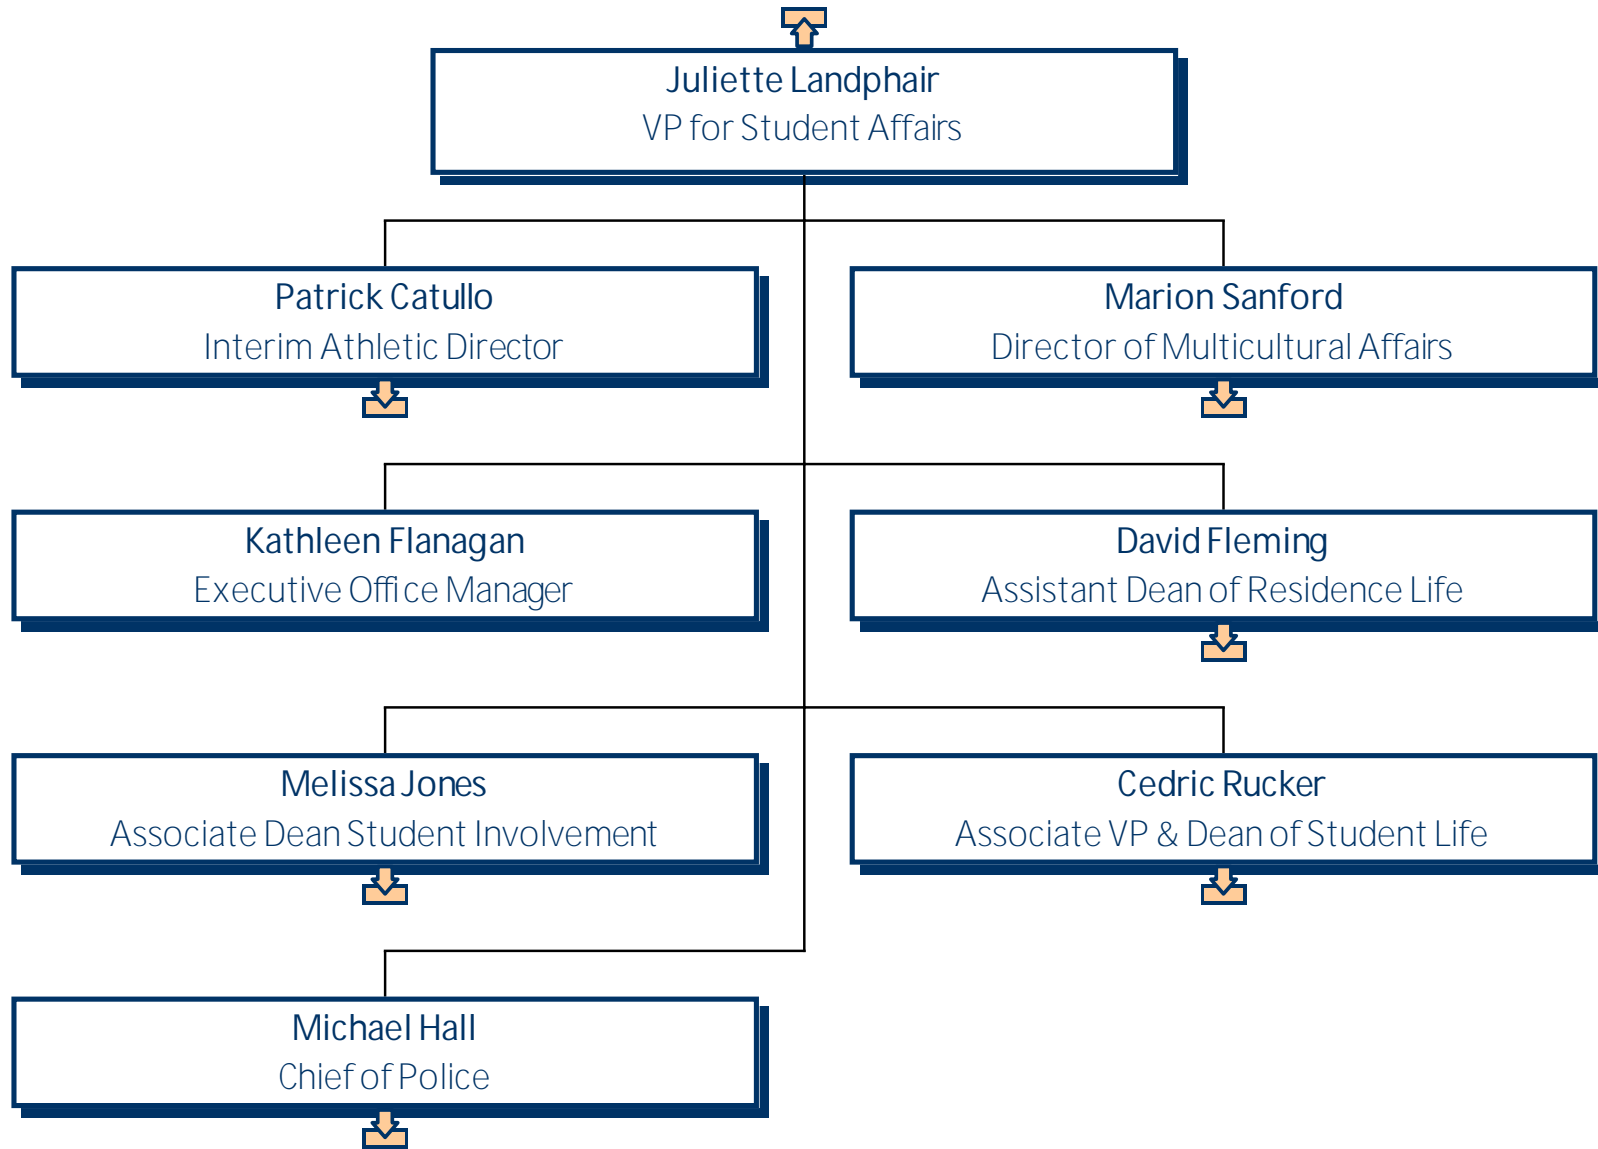 Juliette Landphair
VP for Student Affairs
Patrick Catullo
Interim Athletic Director
Marion Sanford
Director of Multicultural Affairs
Kathleen Flanagan
Executive Office Manager
David Fleming
Assistant Dean of Residence Life
Melissa Jones
Associate Dean Student Involvement
Cedric Rucker
Associate VP & Dean of Student Life
Michael Hall
Chief of Police